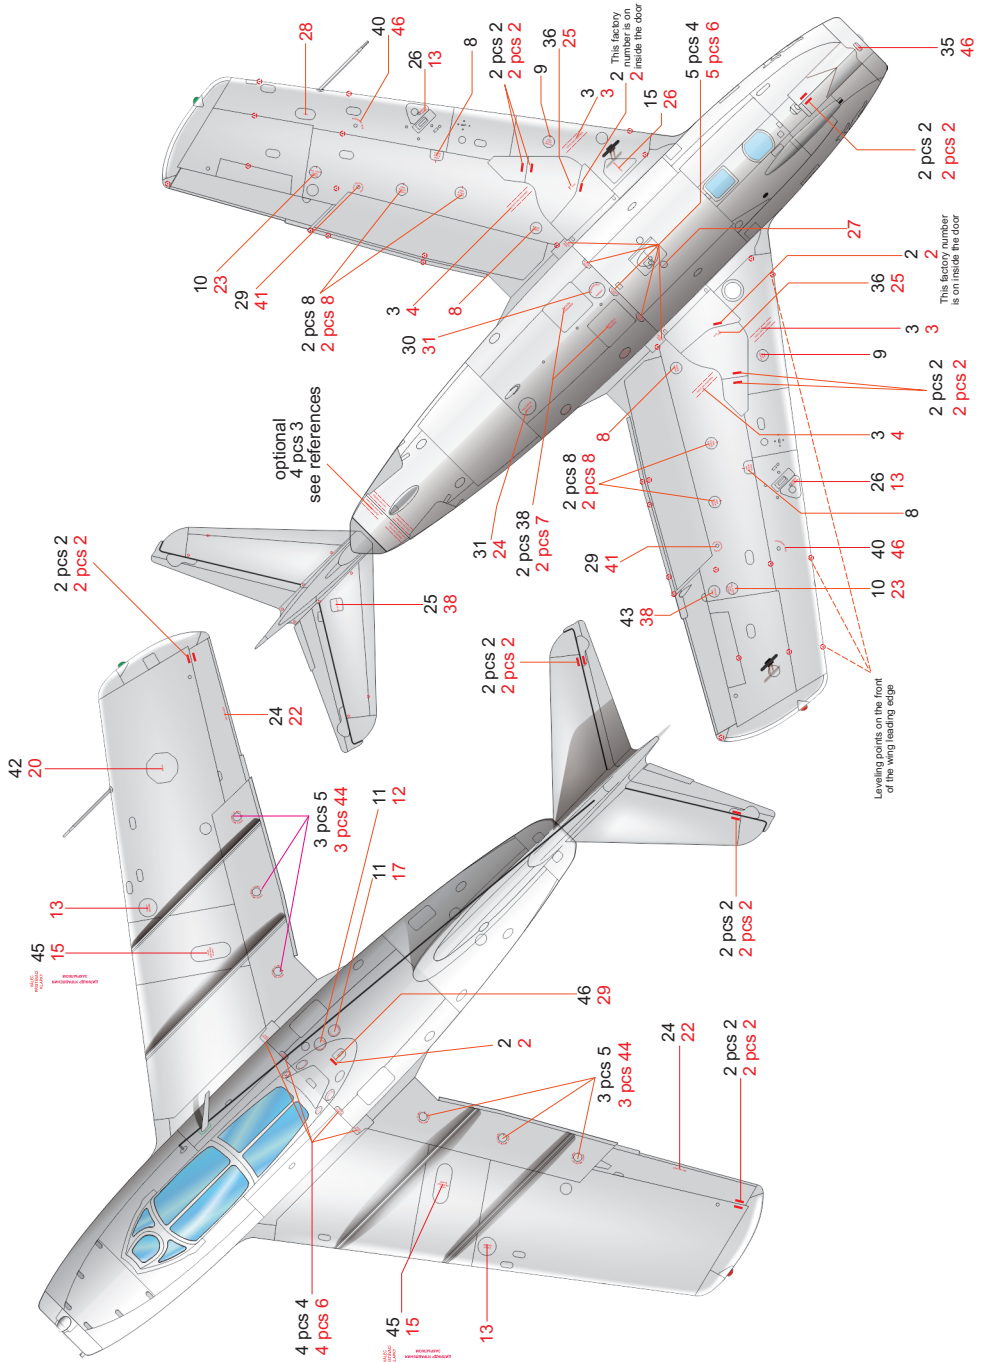 28
40
46
26
13
8
2 pcs 2
2 pcs 2
9
36
25
3
3
2
2
This factory
number is on
inside the door
15
26
5 pcs 4
5 pcs 6
35
46
2 pcs 2
2 pcs 2
10
23
29
41
2 pcs 8
2 pcs 8
3
4
8
30
31
27
2
2
This factory number
is on inside the door
36
25
3
3
9
2 pcs 2
2 pcs 2
3
4
26
13
8
40
46
10
23
optional
4 pcs 3
see references
31
24
2 pcs 38
2 pcs 7
8
2 pcs 8
2 pcs 8
29
41
43
38
25
38
Leveling points on the front
of the wing leading edge
2 pcs 2
2 pcs 2
24
22
42
20
3 pcs 5
3 pcs 44
11
12
11
17
13
45
15
ЦИЛИНДР УПРАВЛЕНИЯ
ЗАКРЫЛКОМ
2 pcs 2
2 pcs 2
2 pcs 2
2 pcs 2
46
29
2
2
3 pcs 5
3 pcs 44
24
22
2 pcs 2
2 pcs 2
4 pcs 4
4 pcs 6
45
15
ЦИЛИНДР УПРАВЛЕНИЯ
ЗАКРЫЛКОМ
13